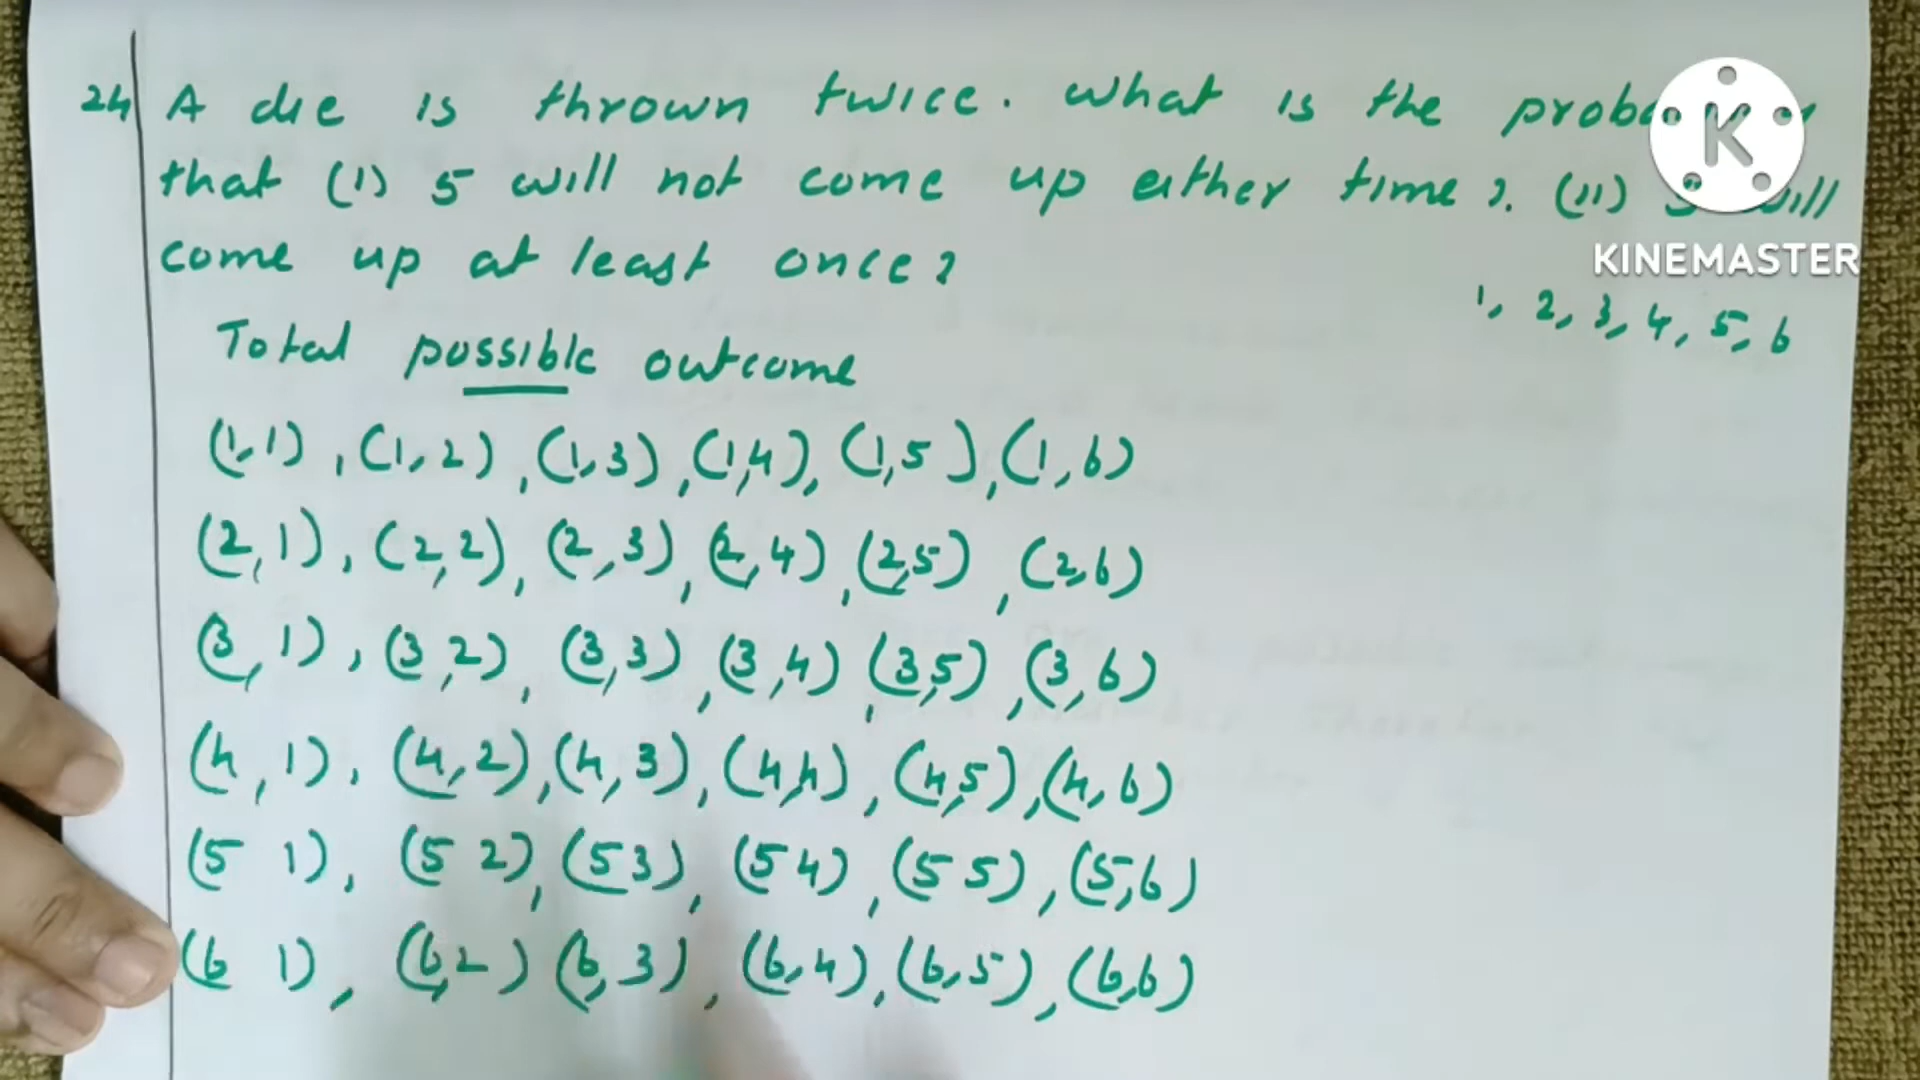 24 A die is thrown twice. what is the
that (1) 5 will not come up either time?. (11) will
come up at least once?
KINEMASTER
1, 2, 3, 4, 5, 6
Total possible outcome
(1,1), (1,2), (1,3), (1,4), (1,5), (1,6)
(2,1), (2,2), (2,3), (2,4), (2,5), (2,6)
(3,1), (3,2), (3,3), (3,4), (3,5), (3,6)
(4,1), (4,2), (4,3), (4,4), (4,5), (4,6)
(5 1), (5 2), (5 3), (5 4), (5 5), (5,6)
(6 1), (6,2) (6,3), (6,4), (6,5), (6,6)